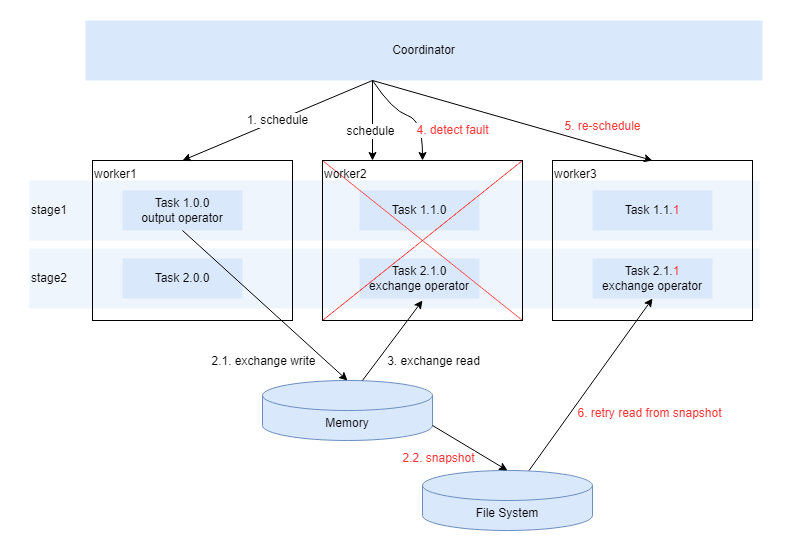 Coordinator
1. schedule
schedule
4. detect fault
5. re-schedule
worker1
worker2
worker3
stage1
Task 1.0.0
output operator
Task 1.1.0
Task 1.1.1
stage2
Task 2.0.0
Task 2.1.0
exchange operator
Task 2.1.1
exchange operator
2.1. exchange write
3. exchange read
Memory
6. retry read from snapshot
2.2. snapshot
File System